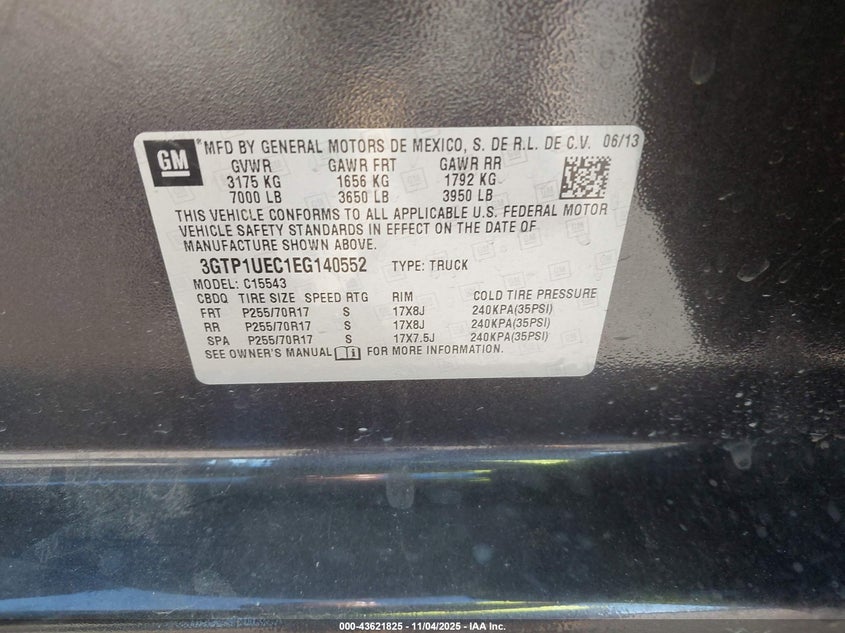 GM
*MFD BY GENERAL MOTORS DE MEXICO, S. DE R.L. DE C.V. 06/13
GVWR GAWR FRT GAWR RR
3175 KG 1656 KG 1792 KG
7000 LB 3650 LB 3950 LB
THIS VEHICLE CONFORMS TO ALL APPLICABLE U.S. FEDERAL MOTOR
VEHICLE SAFETY STANDARDS IN EFFECT ON THE DATE OF
MANUFACTURE SHOWN ABOVE.
3GTP1UEC1EG140552 TYPE: TRUCK
MODEL: C15543
CBDQ TIRE SIZE SPEED RTG RIM COLD TIRE PRESSURE
FRT P255/70R17 S 17X8J 240KPA(35PSI)
RR P255/70R17 S 17X8J 240KPA(35PSI)
SPA P255/70R17 S 17X7.5J 240KPA(35PSI)
SEE OWNER'S MANUAL FOR MORE INFORMATION.
000-43621825 - 11/04/2025 - IAA Inc.